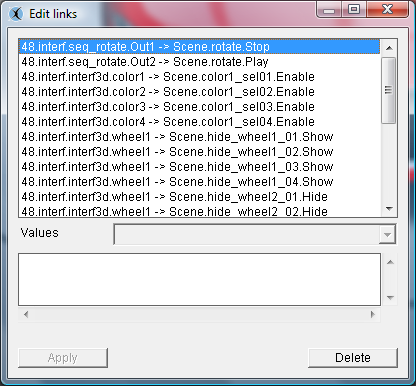 Edit links
48.interf.seq_rotate.Out1 -> Scene.rotate.Stop
48.interf.seq_rotate.Out2 -> Scene.rotate.Play
48.interf.interf3d.color1 -> Scene.color1_sel01.Enable
48.interf.interf3d.color2 -> Scene.color1_sel02.Enable
48.interf.interf3d.color3 -> Scene.color1_sel03.Enable
48.interf.interf3d.color4 -> Scene.color1_sel04.Enable
48.interf.interf3d.wheel1 -> Scene.hide_wheel1_01.Show
48.interf.interf3d.wheel1 -> Scene.hide_wheel1_02.Show
48.interf.interf3d.wheel1 -> Scene.hide_wheel1_03.Show
48.interf.interf3d.wheel1 -> Scene.hide_wheel1_04.Show
48.interf.interf3d.wheel1 -> Scene.hide_wheel2_01.Hide
48.interf.interf3d.wheel1 -> Scene.hide_wheel2_02.Hide
Values
Apply
Delete